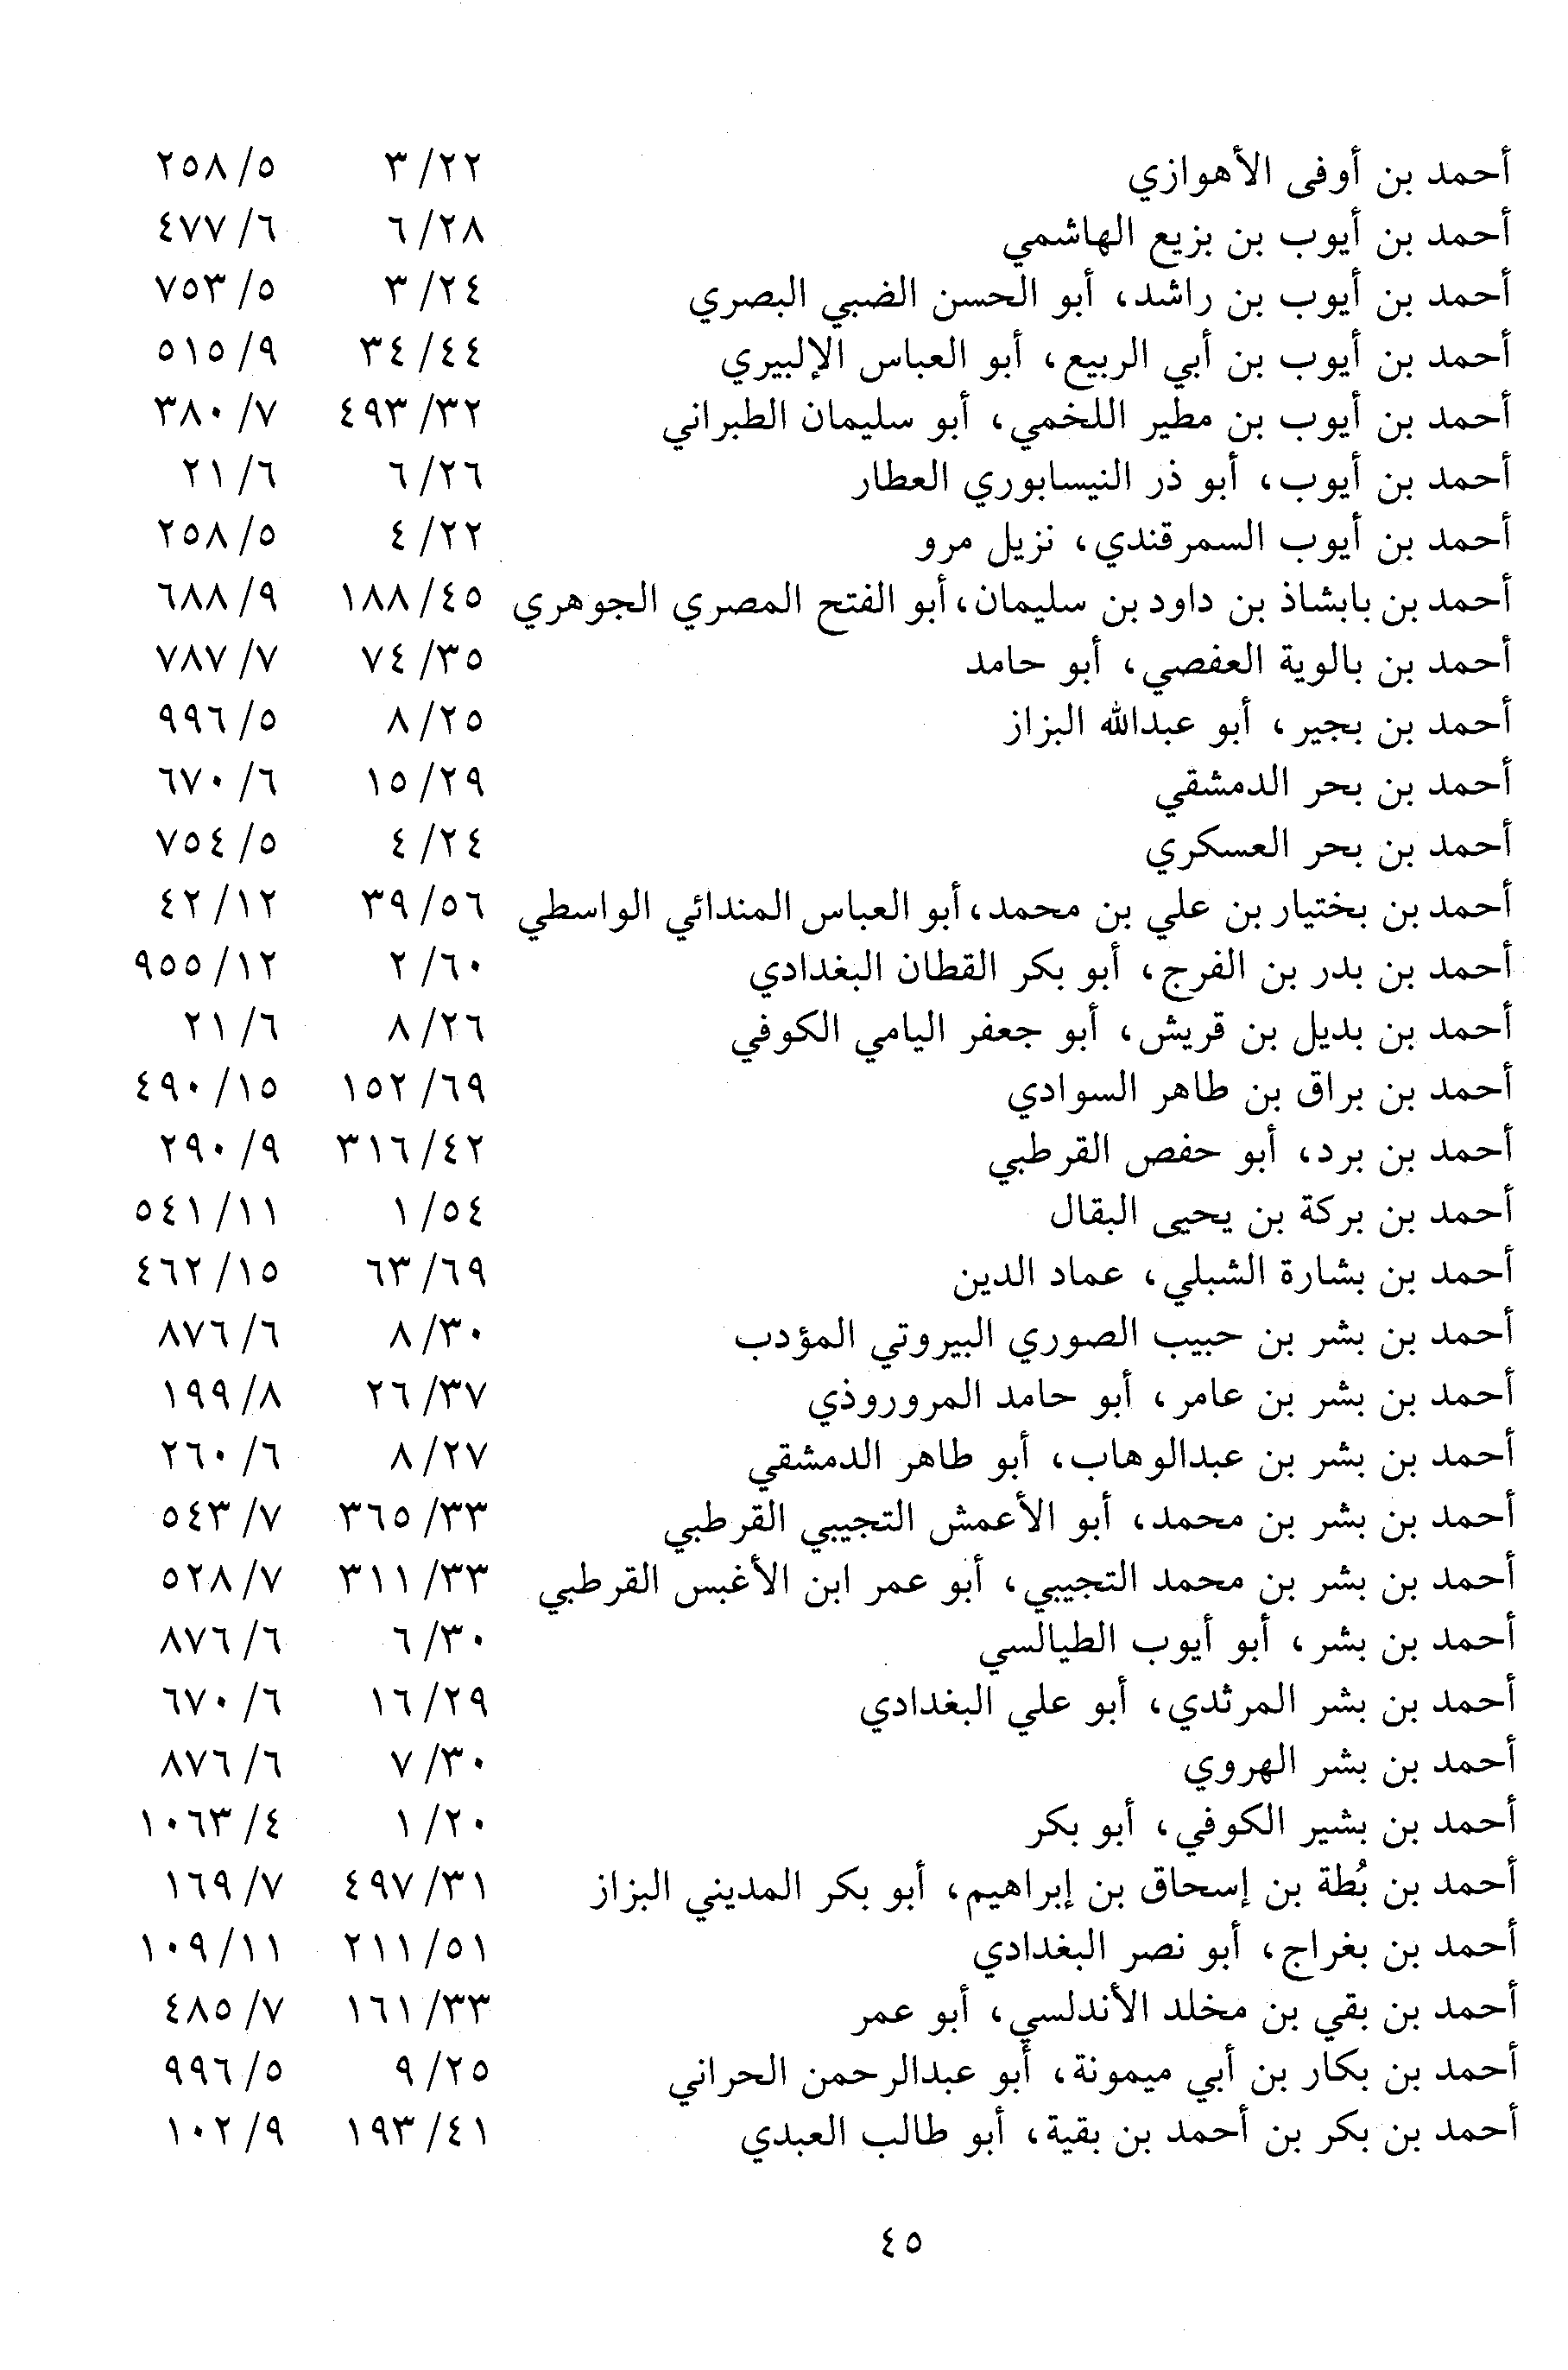 أحمد بن أوفى الأهوازي ٢٢/ ٣ ٥/ ٢٥٨
أحمد بن أيوب بن بزيع الهاشمي ٢٨/ ٦ ٦/ ٤٧٧
أحمد بن أيوب بن راشد، أبو الحسن الضبي البصري ٢٤/ ٣ ٥/ ٧٥٣
أحمد بن أيوب بن أبي الربيع، أبو العباس الإلبيري ٤٤/ ٣٤ ٩/ ٥١٥
أحمد بن أيوب بن مطير اللخمي، أبو سليمان الطبراني ٣٢/ ٤٩٣ ٧/ ٣٨٠
أحمد بن أيوب، أبو ذر النيسابوري العطار ٢٦/ ٦ ٦/ ٢١
أحمد بن أيوب السمرقندي، نزيل مرو ٢٢/ ٤ ٥/ ٢٥٨
أحمد بن بابشاذ بن داود بن سليمان، أبو الفتح المصري الجوهري ٤٥/ ١٨٨ ٩/ ٦٨٨
أحمد بن بالوية العفصي، أبو حامد ٣٥/ ٧٤ ٧/ ٧٨٧
أحمد بن بجير، أبو عبدالله البزاز ٢٥/ ٨ ٥/ ٩٩٦
أحمد بن بحر الدمشقي ٢٩/ ١٥ ٦/ ٦٧٠
أحمد بن بحر العسكري ٢٤/ ٤ ٥/ ٧٥٤
أحمد بن بختيار بن علي بن محمد، أبو العباس المندائي الواسطي ٥٦/ ٣٩ ١٢/ ٤٢
أحمد بن بدر بن الفرج، أبو بكر القطان البغدادي ٦٠/ ٢ ١٢/ ٩٥٥
أحمد بن بديل بن قريش، أبو جعفر اليامي الكوفي ٢٦/ ٨ ٦/ ٢١
أحمد بن براق بن طاهر السوادي ٦٩/ ١٥٢ ١٥/ ٤٩٠
أحمد بن برد، أبو حفص القرطبي ٤٢/ ٣١٦ ٩/ ٢٩٠
أحمد بن بركة بن يحيى البقال ٥٤/ ١ ١١/ ٥٤١
أحمد بن بشارة الشبلي، عماد الدين ٦٩/ ٦٣ ١٥/ ٤٦٢
أحمد بن بشر بن حبيب الصوري البيروتي المؤدب ٣٠/ ٨ ٦/ ٨٧٦
أحمد بن بشر بن عامر، أبو حامد المروروذي ٣٧/ ٢٦ ٨/ ١٩٩
أحمد بن بشر بن عبدالوهاب، أبو طاهر الدمشقي ٢٧/ ٨ ٦/ ٢٦٠
أحمد بن بشر بن محمد، أبو الأعمش التجيبي القرطبي ٣٣/ ٣٦٥ ٧/ ٥٤٣
أحمد بن بشر بن محمد التجيبي، أبو عمر ابن الأغبس القرطبي ٣٣/ ٣١١ ٧/ ٥٢٨
أحمد بن بشر، أبو أيوب الطيالسي ٣٠/ ٦ ٦/ ٨٧٦
أحمد بن بشر المرثدي، أبو علي البغدادي ٢٩/ ١٦ ٦/ ٦٧٠
أحمد بن بشر الهروي ٣٠/ ٧ ٦/ ٨٧٦
أحمد بن بشير الكوفي، أبو بكر ٢٠/ ١ ٤/ ١٠٦٣
أحمد بن بُطة بن إسحاق بن إبراهيم، أبو بكر المديني البزاز ٣١/ ٤٩٧ ٧/ ١٦٩
أحمد بن بغراج، أبو نصر البغدادي ٥١/ ٢١١ ١١/ ١٠٩
أحمد بن بقي بن مخلد الأندلسي، أبو عمر ٣٣/ ١٦١ ٧/ ٤٨٥
أحمد بن بكار بن أبي ميمونة، أبو عبدالرحمن الحراني ٢٥/ ٩ ٥/ ٩٩٦
أحمد بن بكر بن أحمد بن بقية، أبو طالب العبدي ٤١/ ١٩٣ ٩/ ١٠٢
٤٥